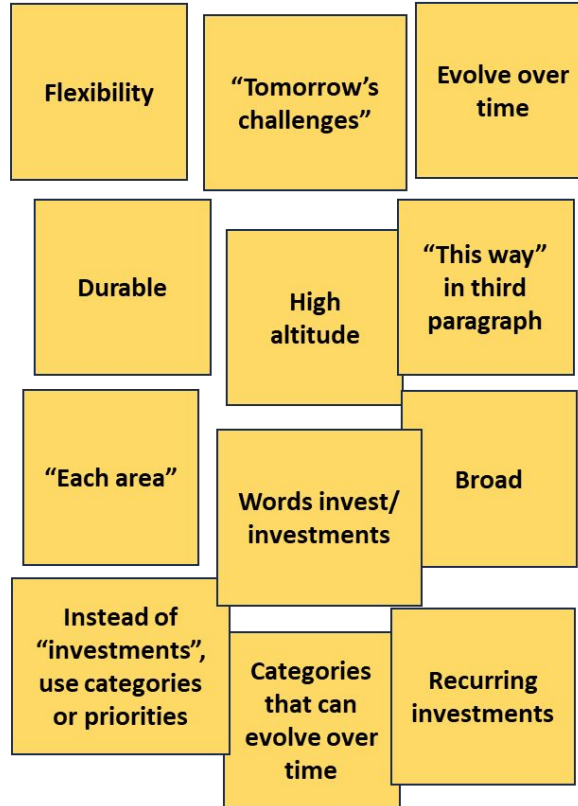 Flexibility
“Tomorrow’s
challenges”
Evolve over
time
Durable
High
altitude
“This way”
in third
paragraph
“Each area”
Words invest/
investments
Broad
Instead of
“investments”,
use categories
or priorities
Categories
that can
evolve over
time
Recurring
investments